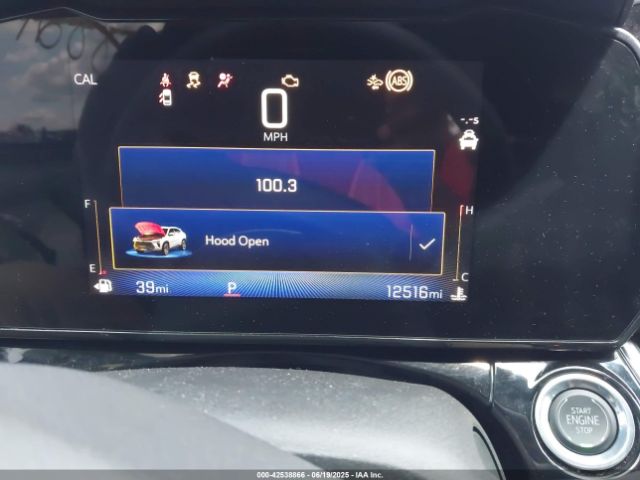 CAL
ABS
0
MPH
-.-s
100.3
F
H
Hood Open
E
C
39mi
P
12516mi
START
ENGINE
STOP
000-42538866 - 06/19/2025 - IAA Inc.